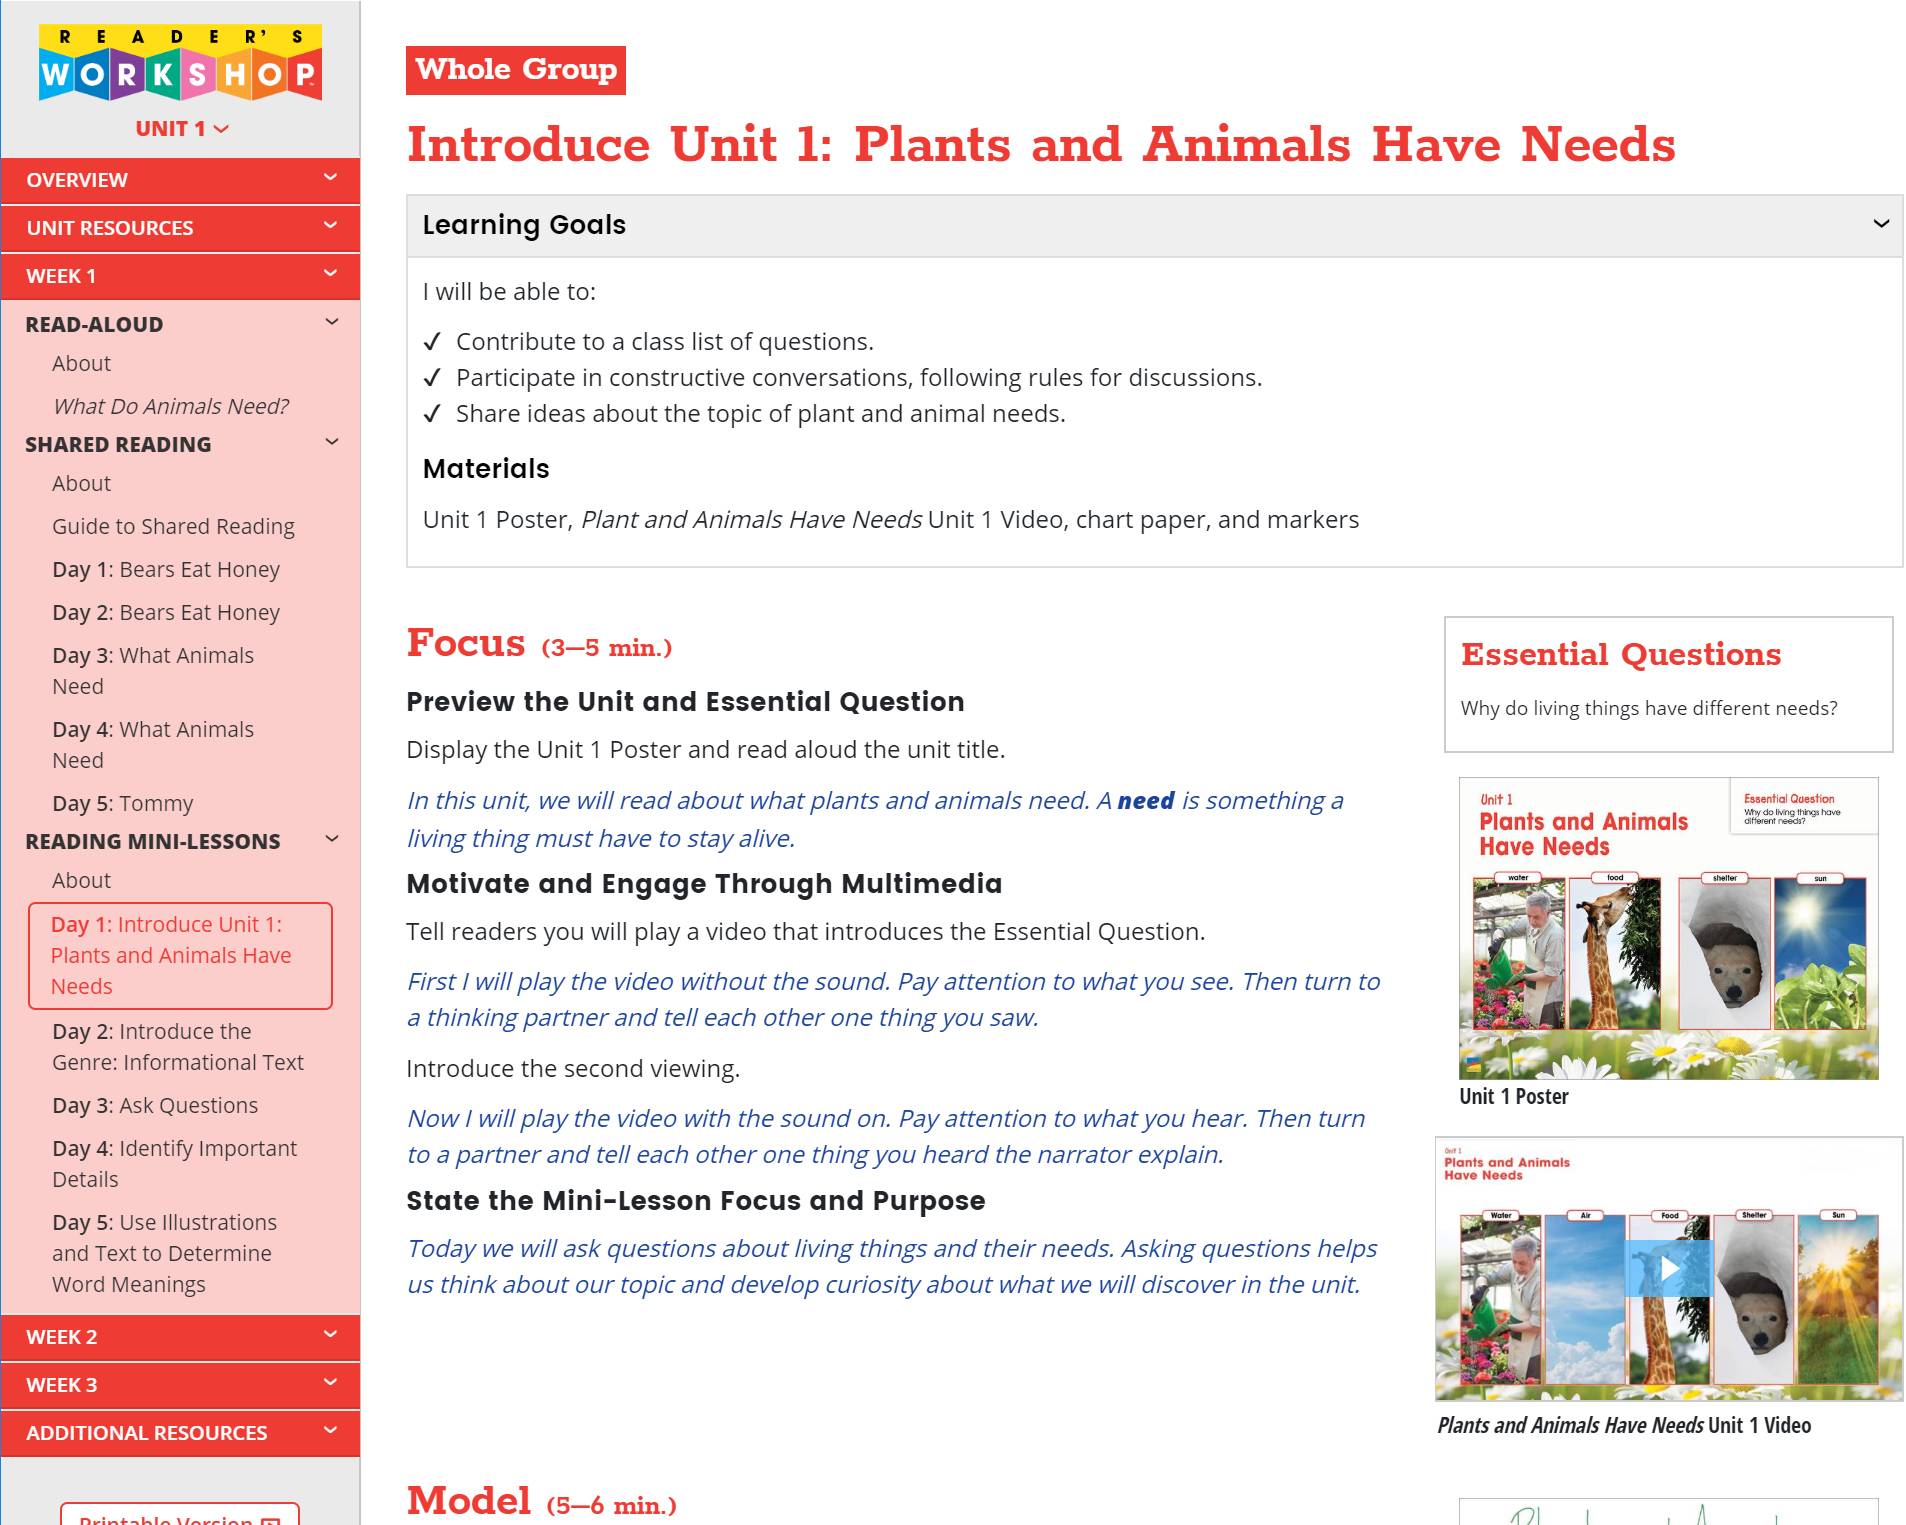 READER'S
WORKSHOP
UNIT 1
OVERVIEW
UNIT RESOURCES
WEEK 1
READ-ALOUD
About
What Do Animals Need?
SHARED READING
About
Guide to Shared Reading
Day 1: Bears Eat Honey
Day 2: Bears Eat Honey
Day 3: What Animals
Need
Day 4: What Animals
Need
Day 5: Tommy
READING MINI-LESSONS
About
Day 1: Introduce Unit 1:
Plants and Animals Have
Needs
Day 2: Introduce the
Genre: Informational Text
Day 3: Ask Questions
Day 4: Identify Important
Details
Day 5: Use Illustrations
and Text to Determine
Word Meanings
WEEK 2
WEEK 3
ADDITIONAL RESOURCES
Printable Version
Whole Group
Introduce Unit 1: Plants and Animals Have Needs
Learning Goals
I will be able to:
✓ Contribute to a class list of questions.
✓ Participate in constructive conversations, following rules for discussions.
✓ Share ideas about the topic of plant and animal needs.
Materials
Unit 1 Poster, Plant and Animals Have Needs Unit 1 Video, chart paper, and markers
Focus (3—5 min.)
Preview the Unit and Essential Question
Display the Unit 1 Poster and read aloud the unit title.
In this unit, we will read about what plants and animals need. A need is something a
living thing must have to stay alive.
Motivate and Engage Through Multimedia
Tell readers you will play a video that introduces the Essential Question.
First I will play the video without the sound. Pay attention to what you see. Then turn to
a thinking partner and tell each other one thing you saw.
Introduce the second viewing.
Now I will play the video with the sound on. Pay attention to what you hear. Then turn
to a partner and tell each other one thing you heard the narrator explain.
State the Mini-Lesson Focus and Purpose
Today we will ask questions about living things and their needs. Asking questions helps
us think about our topic and develop curiosity about what we will discover in the unit.
Model (5—6 min.)
Essential Questions
Why do living things have different needs?
Unit 1
Plants and Animals
Have Needs
Essential Question
Why do living things have
different needs?
water
food
shelter
sun
Unit 1 Poster
Unit 1
Plants and Animals
Have Needs
Water
Air
Food
Shelter
Sun
Plants and Animals Have Needs Unit 1 Video